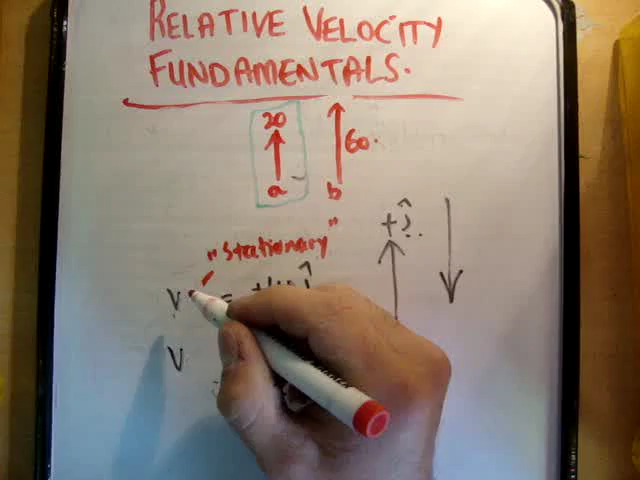 RELATIVE VELOCITY
FUNDAMENTALS.
20
60.
a
b
"Stationary"
+ĵ.
V =
V